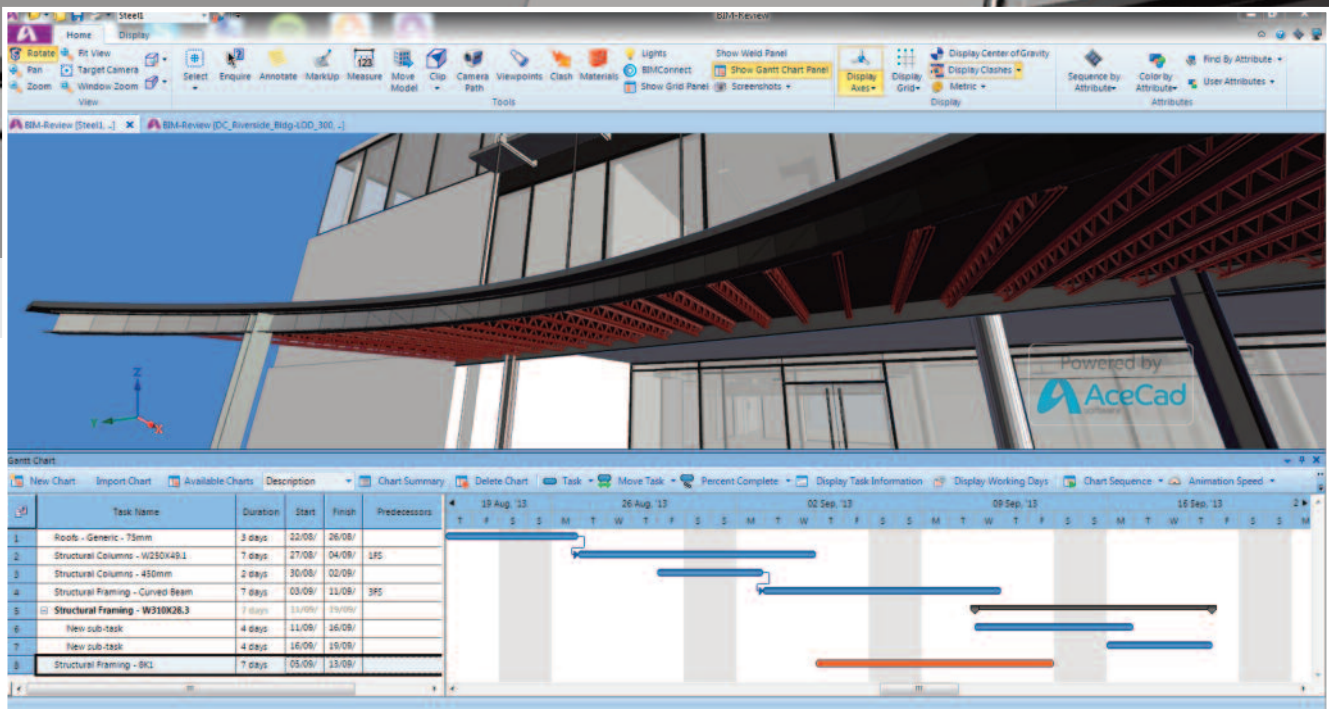 Steel1
BIM-Review
Home Display
Rotate Fit View
Pan Target Camera
Zoom Window Zoom
View
Select Enquire Annotate MarkUp Measure Move Model Clip Camera Path Viewpoints Clash Materials
Lights
BIMConnect
Show Grid Panel
Show Weld Panel
Show Gantt Chart Panel
Screenshots
Tools
Display Axes Display Grid
Display Center of Gravity
Display Clashes
Metric
Display
Sequence by Attribute Color by Attribute
Find By Attribute
User Attributes
Attributes
BIM-Review [Steel1, ..] BIM-Review [DC_Riverside_Bldg-LOD_300, ..]
Powered by
AceCad
software
Z
Y X
Gantt Chart
New Chart Import Chart Available Charts Description Chart Summary Delete Chart Task Move Task Percent Complete Display Task Information Display Working Days Chart Sequence Animation Speed
Task Name Duration Start Finish Predecessors
19 Aug, '13 26 Aug, '13 02 Sep, '13 09 Sep, '13 16 Sep, '13 2
T F S S M T W T F S S M T W T F S S M T W T F S S M T W T F S S M
1 Roofs - Generic - 75mm 3 days 22/08/ 26/08/
2 Structural Columns - W250X49.1 7 days 27/08/ 04/09/ 1FS
3 Structural Columns - 450mm 2 days 30/08/ 02/09/
4 Structural Framing - Curved Beam 7 days 03/09/ 11/09/ 3FS
5 Structural Framing - W310X28.3 7 days 11/09/ 19/09/
6 New sub-task 4 days 11/09/ 16/09/
7 New sub-task 4 days 16/09/ 19/09/
8 Structural Framing - 8K1 7 days 05/09/ 13/09/